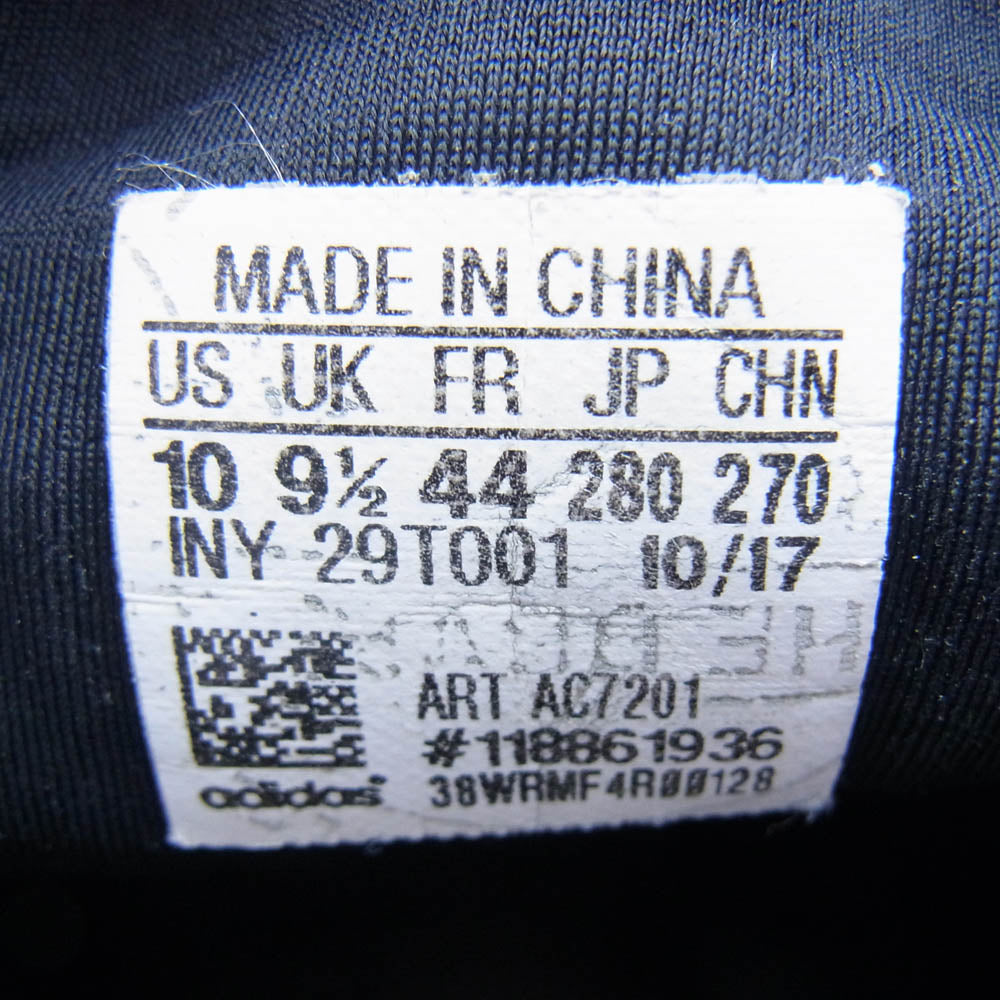 MADE IN CHINA
US UK FR JP CHN
10 9½ 44 280 270
INY 29T001 10/17
ART AC7201
#118861936
adidas 38WRMF4R00128